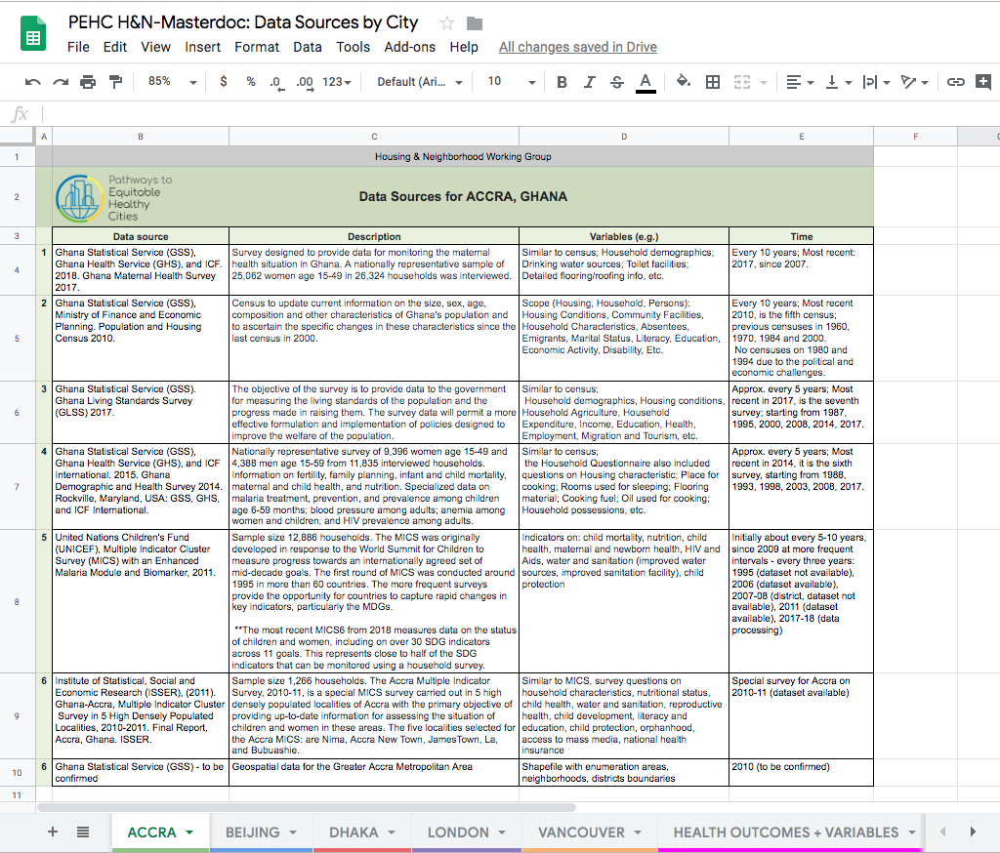 PEHC H&N-Masterdoc: Data Sources by City
File Edit View Insert Format Data Tools Add-ons Help All changes saved in Drive
85% $ % .0 .00 123 Default (Ari... 10 B I S A
fx
A B C D E F
1 Housing & Neighborhood Working Group
2 Pathways to
Equitable
Healthy
Cities
Data Sources for ACCRA, GHANA
3 Data source Description Variables (e.g.) Time
4
1
Ghana Statistical Service (GSS),
Ghana Health Service (GHS), and ICF.
2018. Ghana Maternal Health Survey
2017.
Survey designed to provide data for monitoring the maternal
health situation in Ghana. A nationally representative sample of
25,062 women age 15-49 in 26,324 households was interviewed.
Similar to census; Household demographics;
Drinking water sources; Toilet facilities;
Detailed flooring/roofing info, etc.
Every 10 years; Most recent:
2017, since 2007.
5
2
Ghana Statistical Service (GSS),
Ministry of Finance and Economic
Planning. Population and Housing
Census 2010.
Census to update current information on the size, sex, age,
composition and other characteristics of Ghana's population and
to ascertain the specific changes in these characteristics since the
last census in 2000.
Scope (Housing, Household, Persons):
Housing Conditions, Community Facilities,
Household Characteristics, Absentees,
Emigrants, Marital Status, Literacy, Education,
Economic Activity, Disability, Etc.
Every 10 years; Most recent
2010, is the fifth census;
previous censuses in 1960,
1970, 1984 and 2000.
No censuses on 1980 and
1994 due to the political and
economic challenges.
6
3
Ghana Statistical Service (GSS).
Ghana Living Standards Survey
(GLSS) 2017.
The objective of the survey is to provide data to the government
for measuring the living standards of the population and the
progress made in raising them. The survey data will permit a more
effective formulation and implementation of policies designed to
improve the welfare of the population.
Similar to census;
Household demographics, Housing conditions,
Household Agriculture, Household
Expenditure, Income, Education, Health,
Employment, Migration and Tourism, etc.
Approx. every 5 years; Most
recent in 2017, is the seventh
survey; starting from 1987,
1995, 2000, 2008, 2014, 2017.
7
4
Ghana Statistical Service (GSS),
Ghana Health Service (GHS), and ICF
International. 2015. Ghana
Demographic and Health Survey 2014.
Rockville, Maryland, USA: GSS, GHS,
and ICF International.
Nationally representative survey of 9,396 women age 15-49 and
4,388 men age 15-59 from 11,835 interviewed households.
Information on fertility, family planning, infant and child mortality,
maternal and child health, and nutrition. Specialized data on
malaria treatment, prevention, and prevalence among children
age 6-59 months; blood pressure among adults; anemia among
women and children; and HIV prevalence among adults.
Similar to census;
the Household Questionnaire also included
questions on Housing characteristic; Place for
cooking; Rooms used for sleeping; Flooring
material; Cooking fuel; Oil used for cooking;
Household possessions, etc.
Approx. every 5 years; Most
recent in 2014, it is the sixth
survey, starting from 1988,
1993, 1998, 2003, 2008, 2017.
8
5
United Nations Children's Fund
(UNICEF), Multiple Indicator Cluster
Survey (MICS) with an Enhanced
Malaria Module and Biomarker, 2011.
Sample size 12,886 households. The MICS was originally
developed in response to the World Summit for Children to
measure progress towards an internationally agreed set of
mid-decade goals. The first round of MICS was conducted around
1995 in more than 60 countries. The more frequent surveys
provide the opportunity for countries to capture rapid changes in
key indicators, particularly the MDGs.
**The most recent MICS6 from 2018 measures data on the status
of children and women, including on over 30 SDG indicators
across 11 goals. This represents close to half of the SDG
indicators that can be monitored using a household survey.
Indicators on: child mortality, nutrition, child
health, maternal and newborn health, HIV and
Aids, water and sanitation (improved water
sources, improved sanitation facility), child
protection
Initially about every 5-10 years,
since 2009 at more frequent
intervals - every three years:
1995 (dataset not available),
2006 (dataset available),
2007-08 (district, dataset not
available), 2011 (dataset
available), 2017-18 (data
processing)
9
6
Institute of Statistical, Social and
Economic Research (ISSER), (2011).
Ghana-Accra, Multiple Indicator Cluster
Survey in 5 High Densely Populated
Localities, 2010-2011. Final Report,
Accra, Ghana. ISSER.
Sample size 1,266 households. The Accra Multiple Indicator
Survey, 2010-11, is a special MICS survey carried out in 5 high
densely populated localities of Accra with the primary objective of
providing up-to-date information for assessing the situation of
children and women in these areas. The five localities selected for
the Accra MICS: are Nima, Accra New Town, JamesTown, La,
and Bubuashie.
Similar to MICS, survey questions on
household characteristics, nutritional status,
child health, water and sanitation, reproductive
health, child development, literacy and
education, child protection, orphanhood,
access to mass media, national health
insurance
Special survey for Accra on
2010-11 (dataset available)
10
6
Ghana Statistical Service (GSS) - to be
confirmed
Geospatial data for the Greater Accra Metropolitan Area
Shapefile with enumeration areas,
neighborhoods, districts boundaries
2010 (to be confirmed)
11
ACCRA BEIJING DHAKA LONDON VANCOUVER HEALTH OUTCOMES + VARIABLES